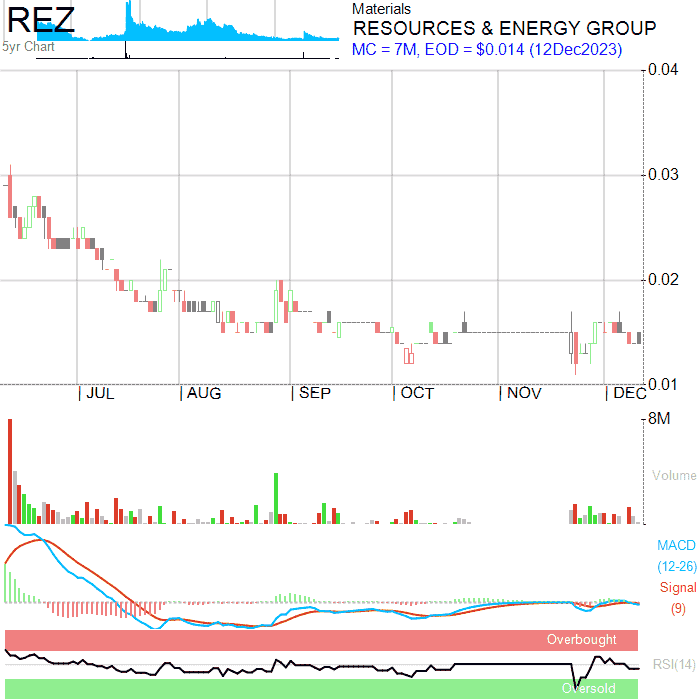 REZ
5yr Chart
Materials
RESOURCES & ENERGY GROUP
MC = 7M, EOD = $0.014 (12Dec2023)
0.04
0.03
0.02
0.01
JUL AUG SEP OCT NOV DEC
8M
Volume
MACD
(12-26)
Signal
(9)
Overbought
RSI(14)
Oversold